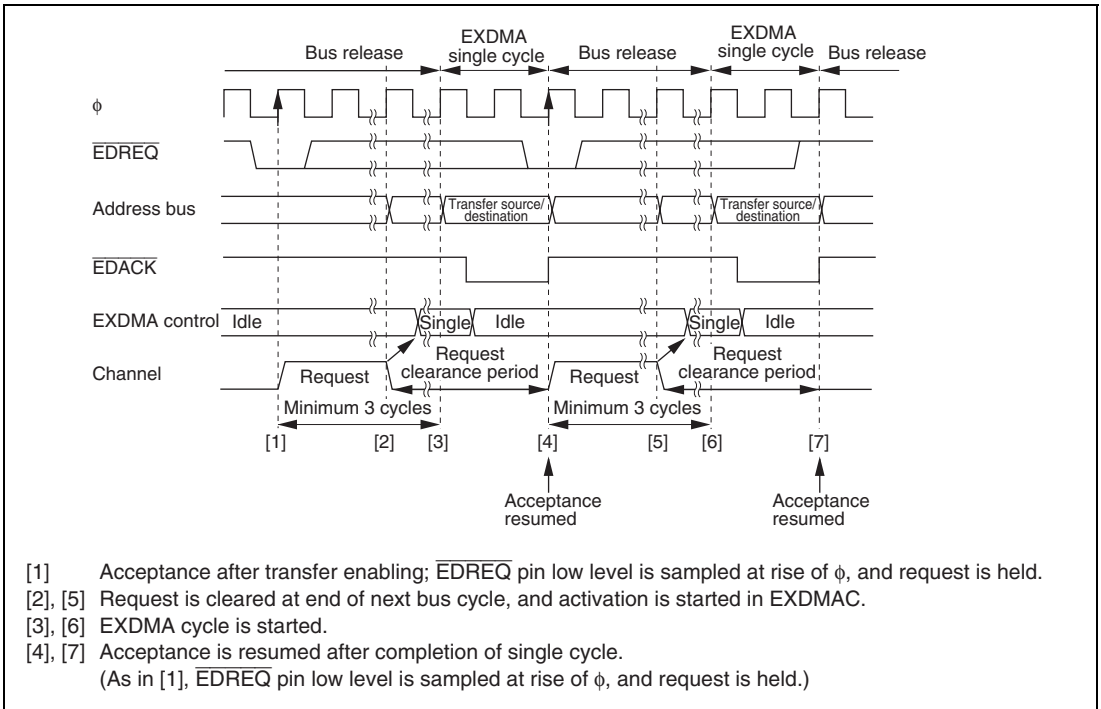 Bus release
EXDMA
single cycle
Bus release
EXDMA
single cycle
Bus release
ϕ
EDREQ
Address bus
Transfer source/
destination
Transfer source/
destination
EDACK
EXDMA control
Idle
Single
Idle
Single
Idle
Channel
Request
Request
clearance period
Request
Request
clearance period
Minimum 3 cycles
Minimum 3 cycles
[1]
[2]
[3]
[4]
[5]
[6]
[7]
Acceptance
resumed
Acceptance
resumed
[1] Acceptance after transfer enabling; EDREQ pin low level is sampled at rise of ϕ, and request is held.
[2], [5] Request is cleared at end of next bus cycle, and activation is started in EXDMAC.
[3], [6] EXDMA cycle is started.
[4], [7] Acceptance is resumed after completion of single cycle.
(As in [1], EDREQ pin low level is sampled at rise of ϕ, and request is held.)